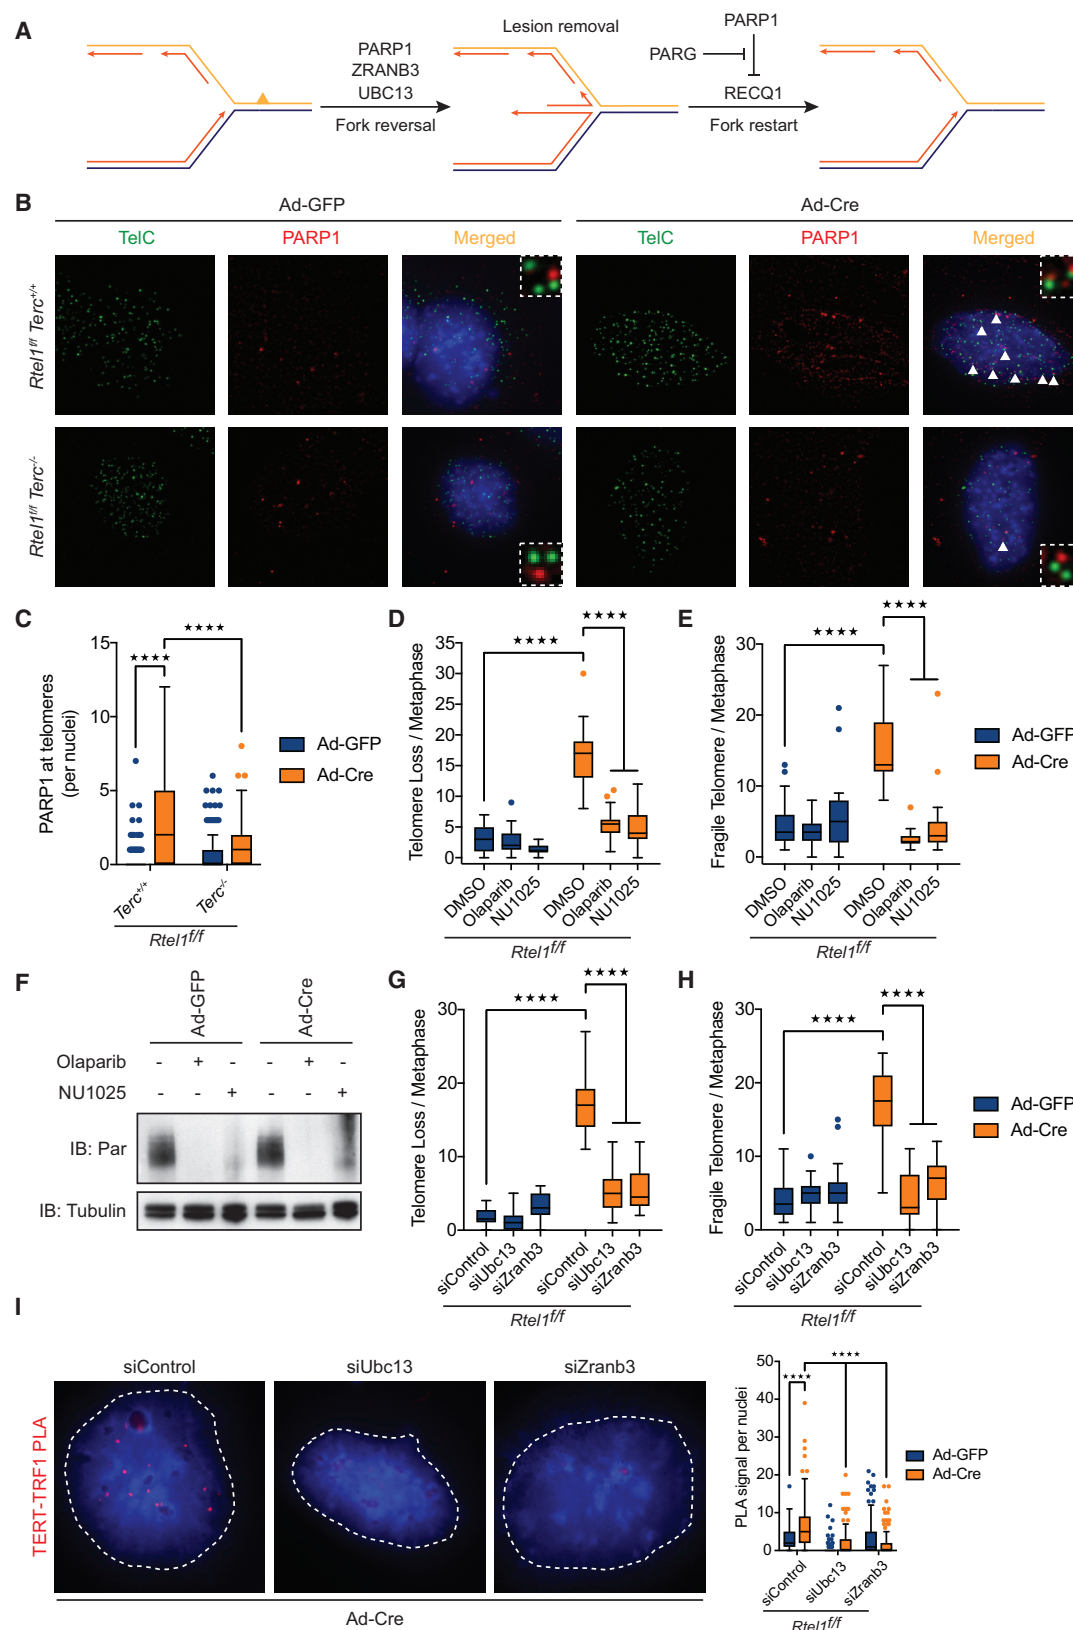 A
PARP1
ZRANB3
UBC13
Fork reversal
Lesion removal
PARG
PARP1
RECQ1
Fork restart
B
Ad-GFP
Ad-Cre
TelC
PARP1
Merged
TelC
PARP1
Merged
Rtel1f/f Terc+/+
Rtel1f/f Terc-/-
C
PARP1 at telomeres
(per nuclei)
15
10
5
0
★★★★
★★★★
Terc+/+
Terc-/-
Rtel1f/f
Ad-GFP
Ad-Cre
D
Telomere Loss / Metaphase
35
30
25
20
15
10
5
0
★★★★
★★★★
DMSO
Olaparib
NU1025
DMSO
Olaparib
NU1025
Rtel1f/f
E
Fragile Telomere / Metaphase
30
20
10
0
★★★★
★★★★
DMSO
Olaparib
NU1025
DMSO
Olaparib
NU1025
Rtel1f/f
Ad-GFP
Ad-Cre
F
Ad-GFP
Ad-Cre
Olaparib - + - - + -
NU1025 - - + - - +
IB: Par
IB: Tubulin
G
Telomere Loss / Metaphase
30
20
10
0
★★★★
★★★★
siControl
siUbc13
siZranb3
siControl
siUbc13
siZranb3
Rtel1f/f
H
Fragile Telomere / Metaphase
30
20
10
0
★★★★
★★★★
siControl
siUbc13
siZranb3
siControl
siUbc13
siZranb3
Rtel1f/f
Ad-GFP
Ad-Cre
I
siControl
siUbc13
siZranb3
TERT-TRF1 PLA
Ad-Cre
PLA signal per nuclei
50
40
30
20
10
0
★★★★
★★★★
siControl
siUbc13
siZranb3
Rtel1f/f
Ad-GFP
Ad-Cre